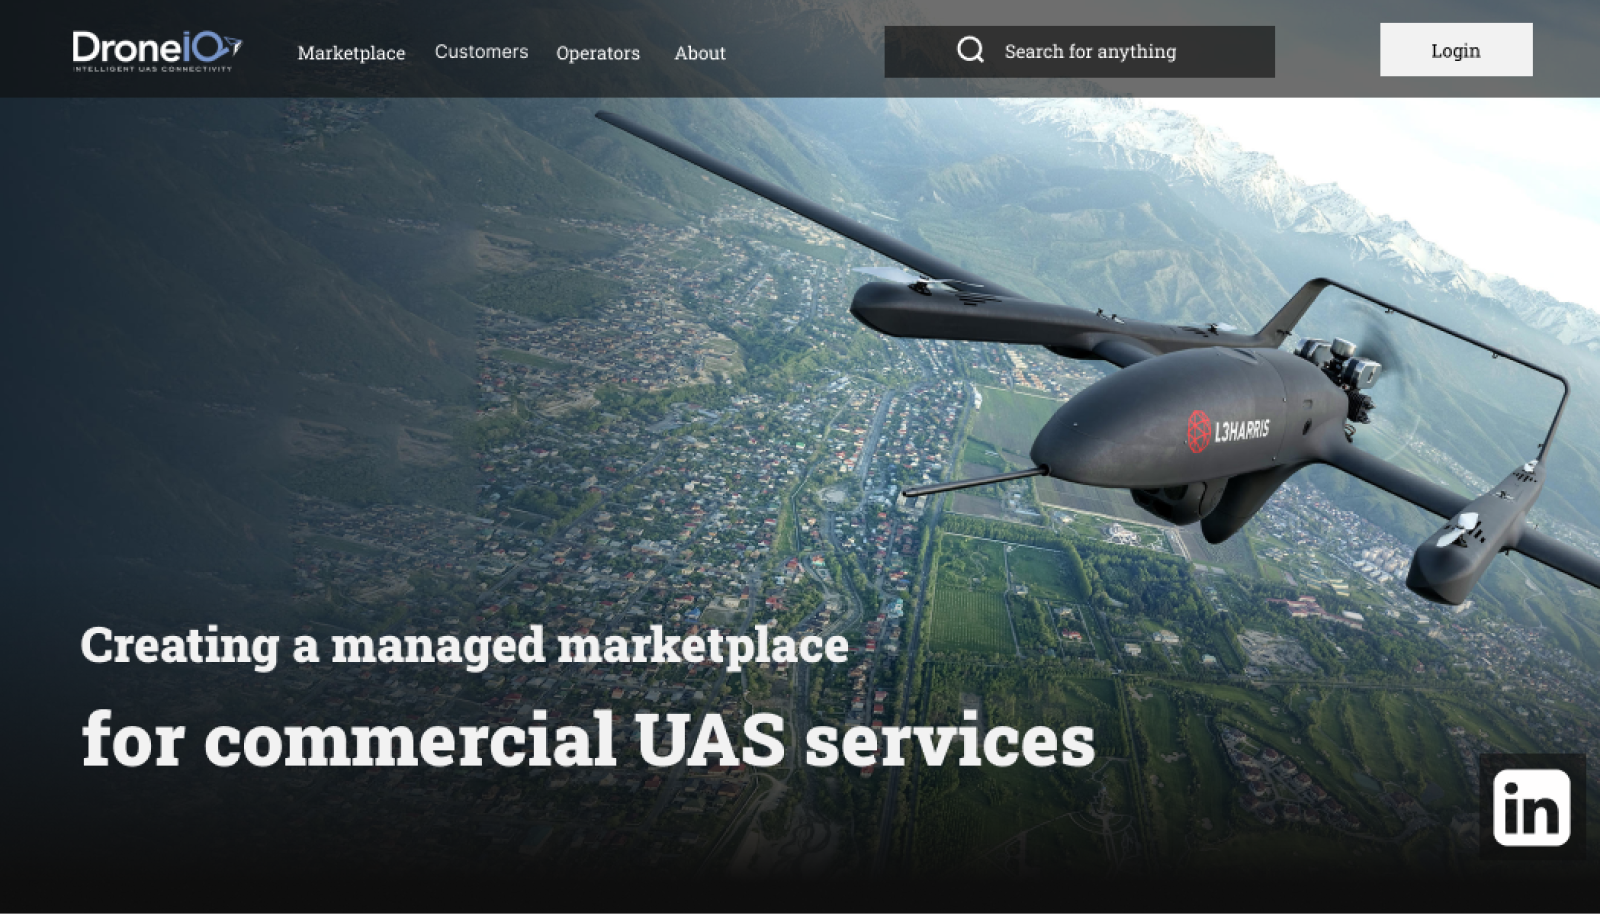 DroneiO
INTELLIGENT UAS CONNECTIVITY
Marketplace
Customers
Operators
About
Search for anything
Login
L3HARRIS
Creating a managed marketplace
for commercial UAS services
in